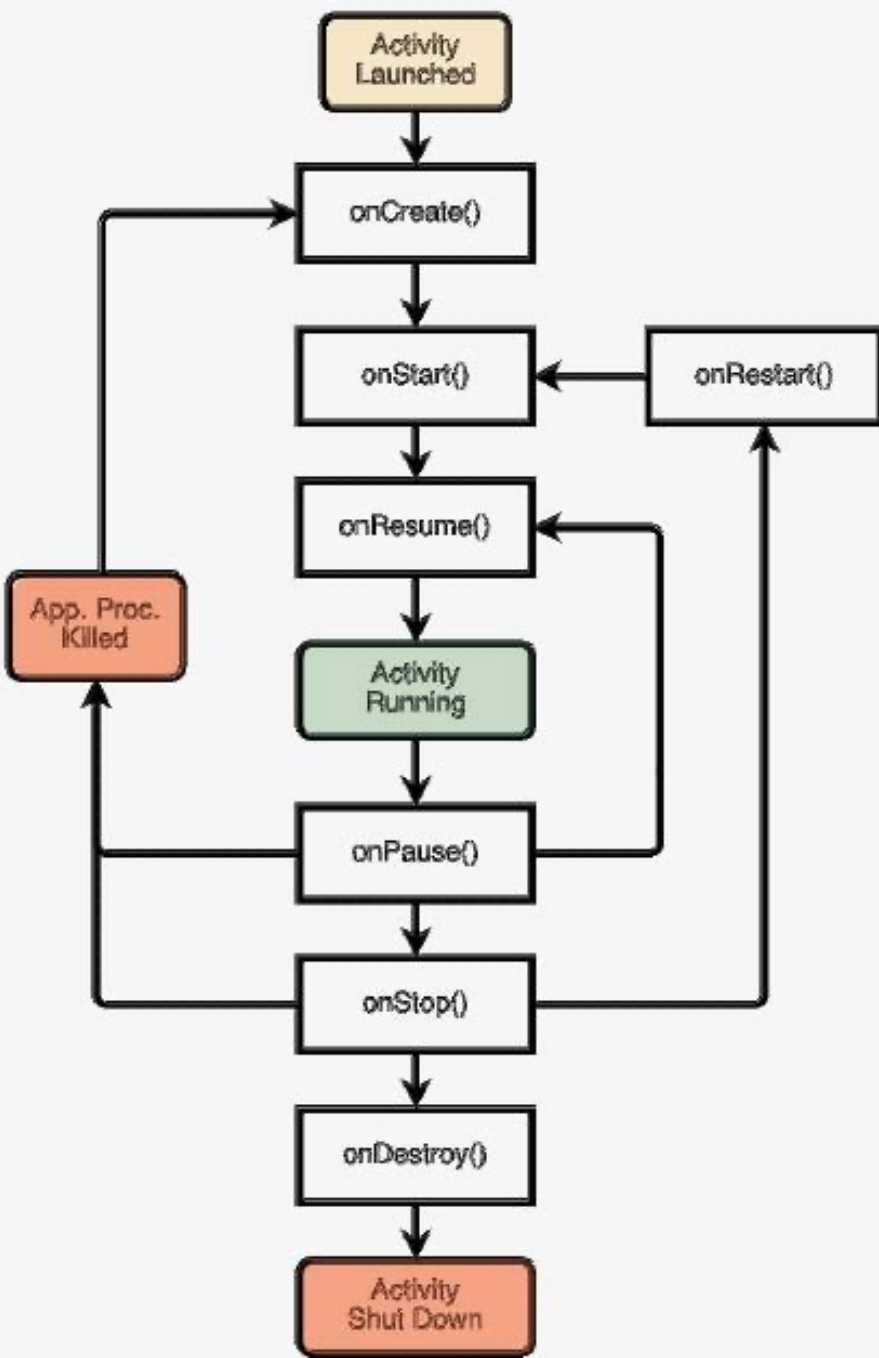 Activity
Launched
onCreate()
onStart()
onRestart()
onResume()
App. Proc.
Killed
Activity
Running
onPause()
onStop()
onDestroy()
Activity
Shut Down